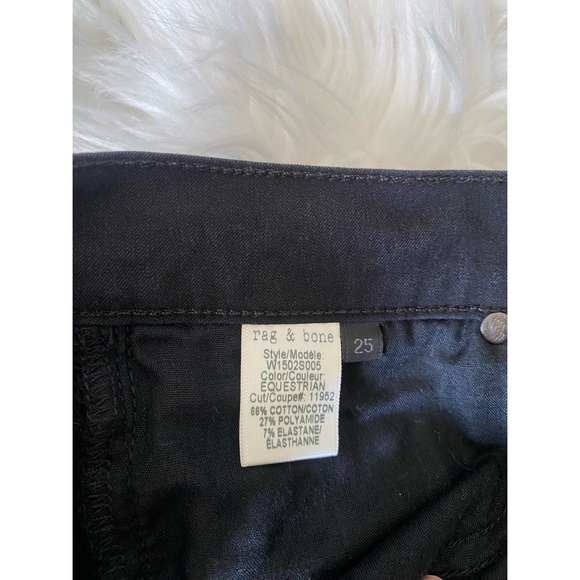 rag & bone
Style/Modèle:
W1502S005
Color/Couleur:
EQUESTRIAN
Cut/Coupe#: 11952
66% COTTON/COTON
27% POLYAMIDE
7% ELASTANE/
ÉLASTHANNE
25